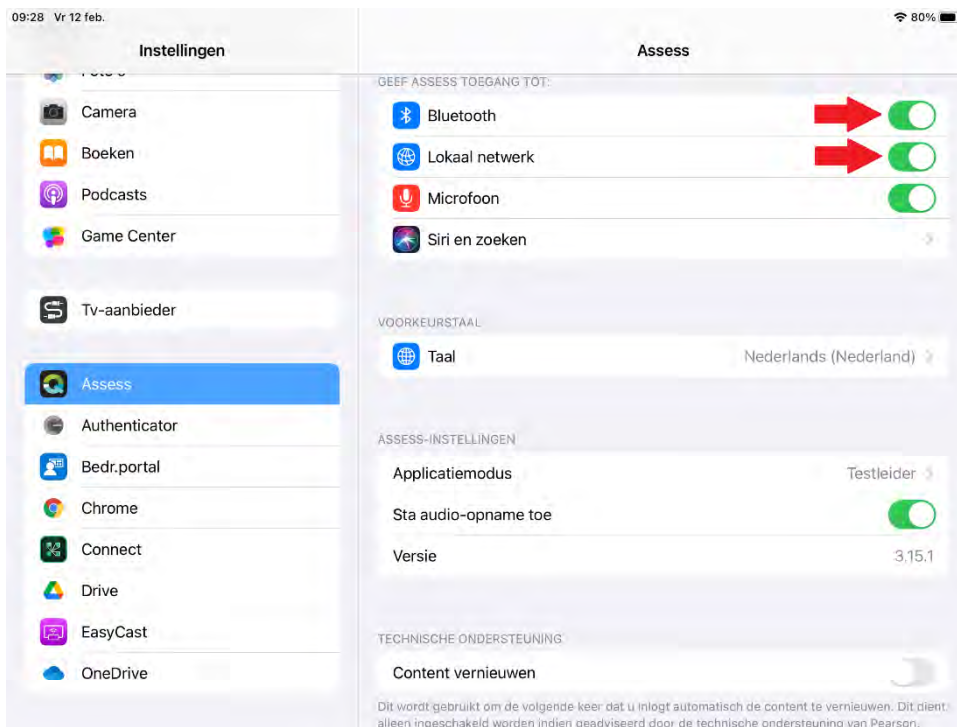 09:28 Vr 12 feb.
80%
Instellingen
Camera
Boeken
Podcasts
Game Center
Tv-aanbieder
Assess
Authenticator
Bedr.portal
Chrome
Connect
Drive
EasyCast
OneDrive
Assess
GEEF ASSESS TOEGANG TOT:
Bluetooth
Lokaal netwerk
Microfoon
Siri en zoeken
VOORKEURSTAAL
Taal Nederlands (Nederland)
ASSESS-INSTELLINGEN
Applicatiemodus Testleider
Sta audio-opname toe
Versie 3.15.1
TECHNISCHE ONDERSTEUNING
Content vernieuwen
Dit wordt gebruikt om de volgende keer dat u inlogt automatisch de content te vernieuwen. Dit dient
alleen ingeschakeld worden indien geadviseerd door de technische ondersteuning van Pearson.